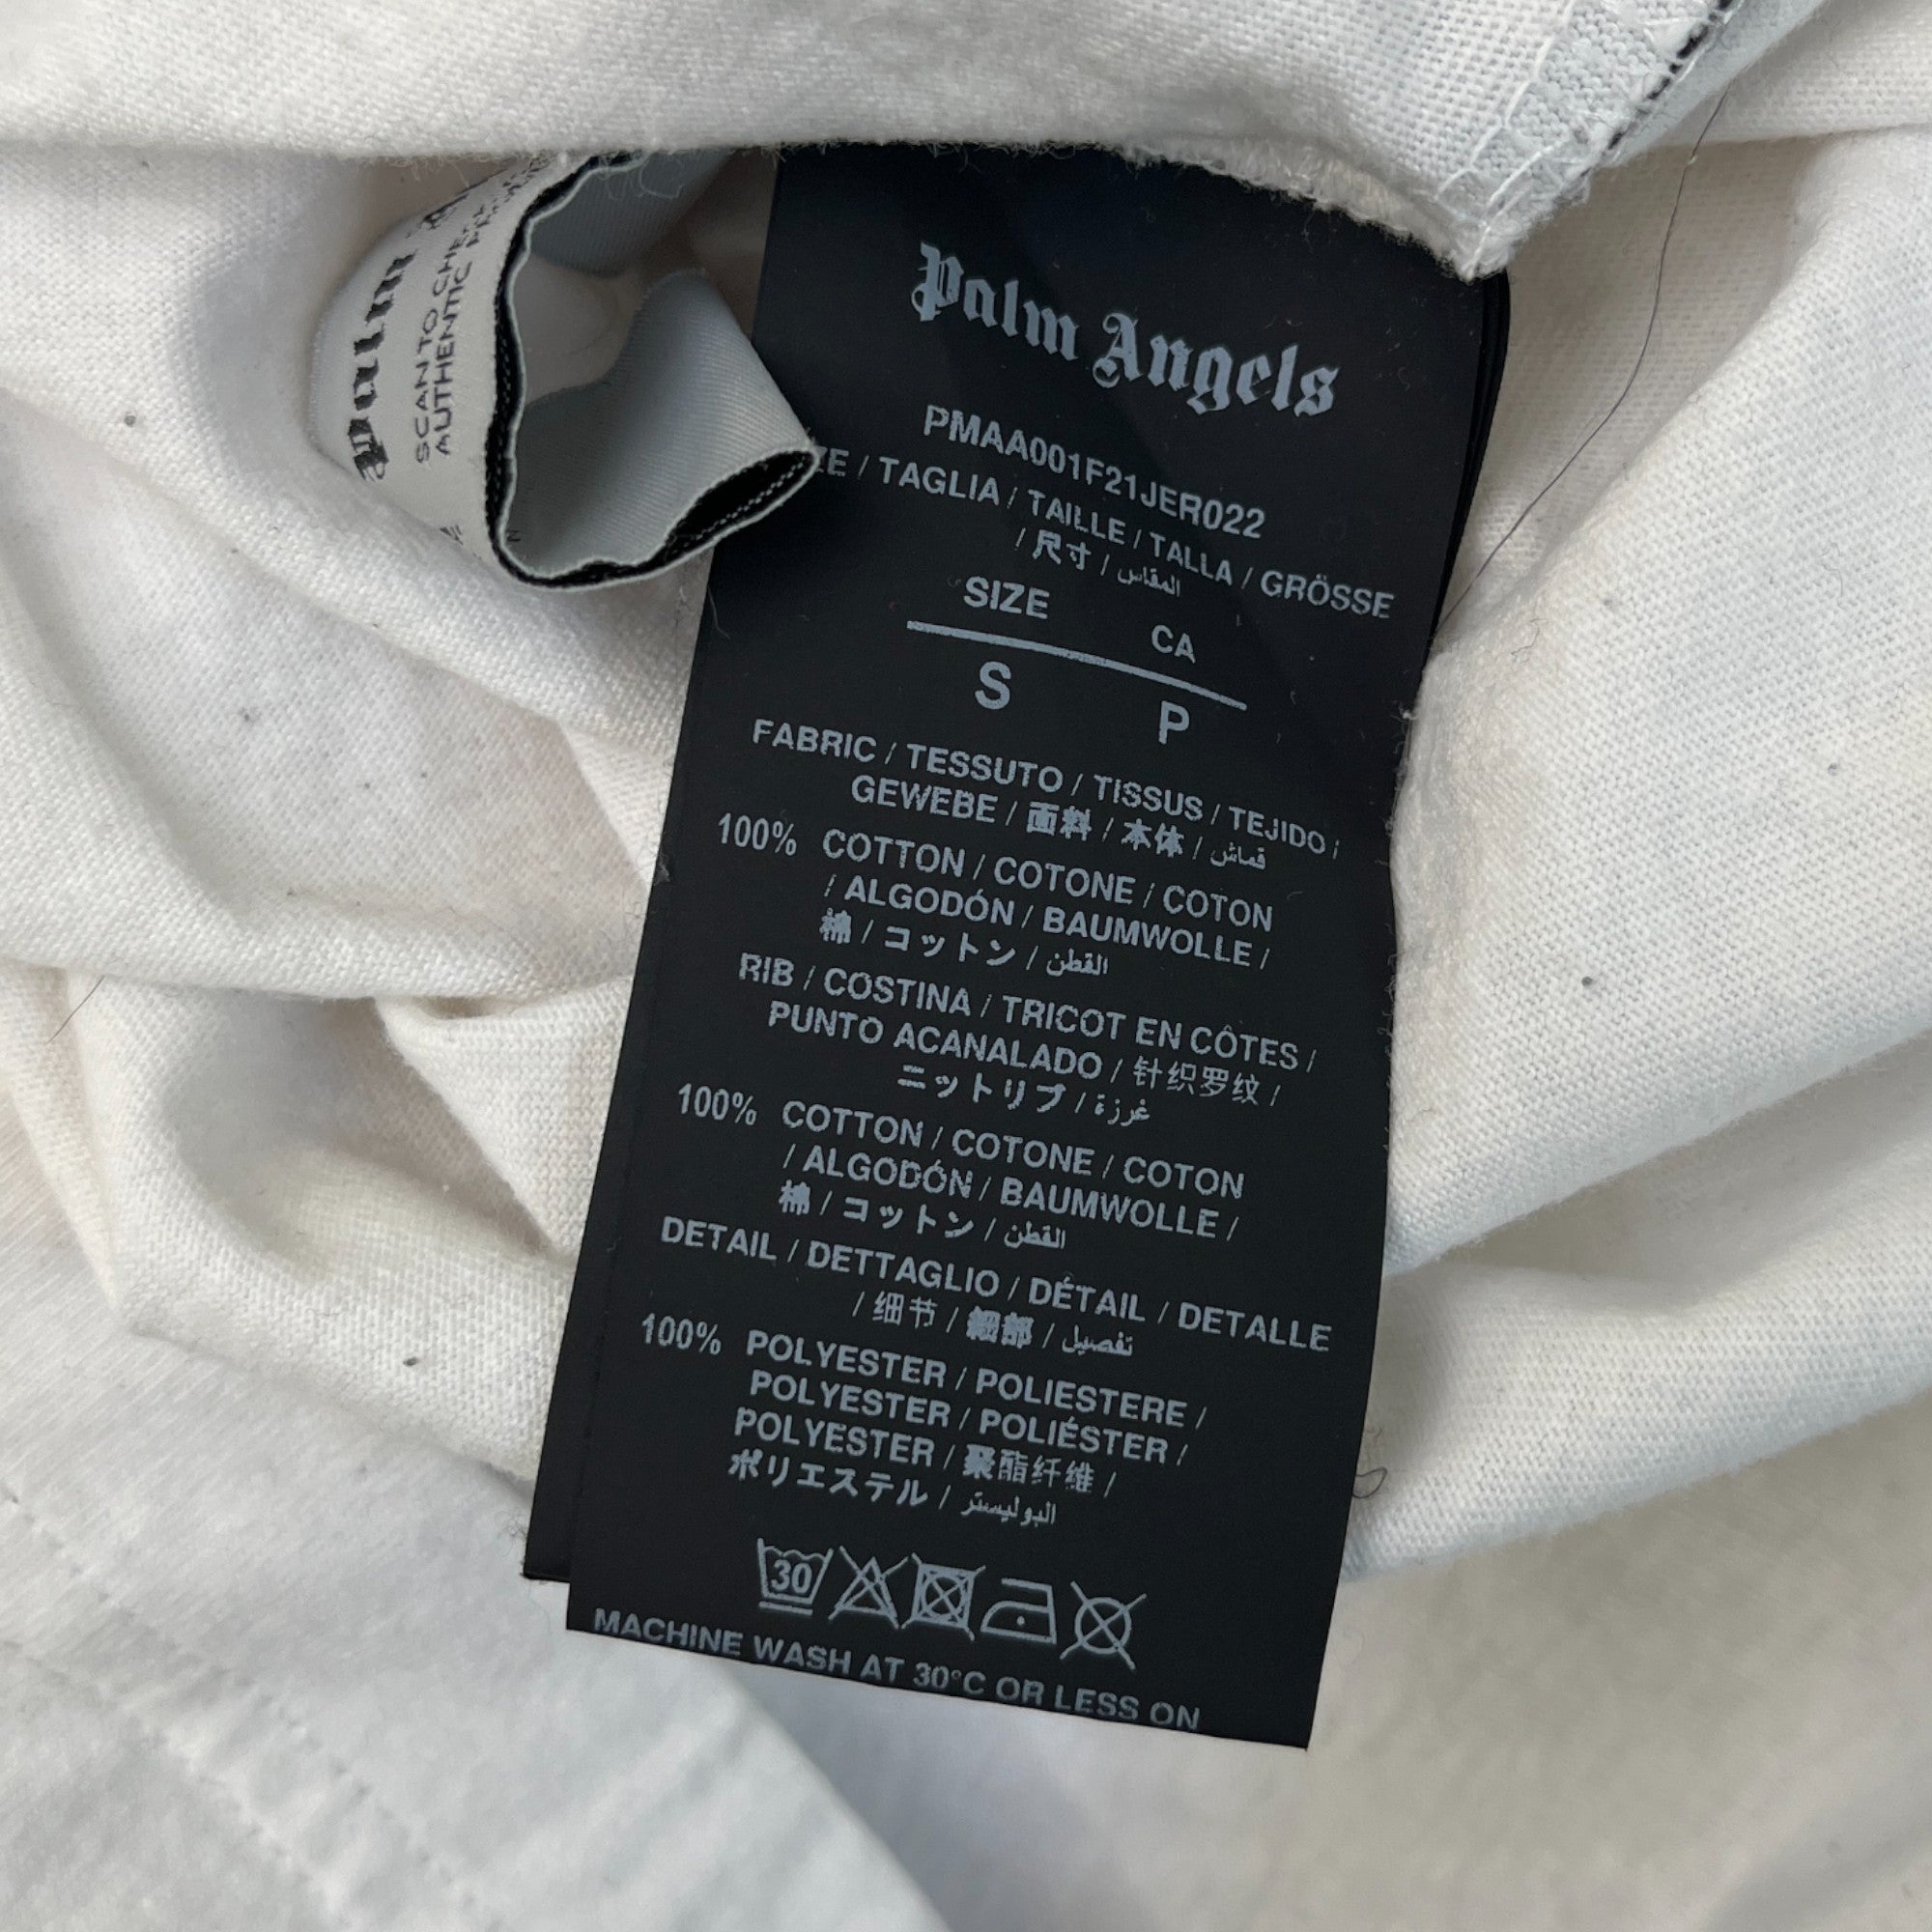 Palm
SCAN TO
AUTHENTIC
Palm Angels
PMAA001F21JER022
/ TAGLIA / TAILLE / TALLA / GRÖSSE
/ 尺寸 / المقاس
SIZE CA
S P
FABRIC / TESSUTO / TISSUS / TEJIDO /
GEWEBE / 面料 / 本体 / قماش
100% COTTON / COTONE / COTON
/ ALGODÓN / BAUMWOLLE /
棉 / コットン / القطن
RIB / COSTINA / TRICOT EN CÔTES /
PUNTO ACANALADO / 针织罗纹 /
ニットリブ / غرزة
100% COTTON / COTONE / COTON
/ ALGODÓN / BAUMWOLLE /
棉 / コットン / القطن
DETAIL / DETTAGLIO / DÉTAIL / DETALLE
/ 细节 / 細部 / تفصيل
100% POLYESTER / POLIESTERE /
POLYESTER / POLIÉSTER /
POLYESTER / 聚酯纤维 /
ポリエステル / البوليستر
30
MACHINE WASH AT 30°C OR LESS ON